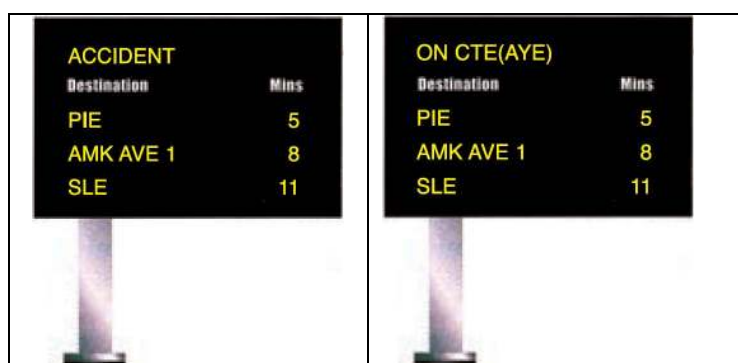 ACCIDENT
Destination Mins
PIE 5
AMK AVE 1 8
SLE 11
ON CTE(AYE)
Destination Mins
PIE 5
AMK AVE 1 8
SLE 11